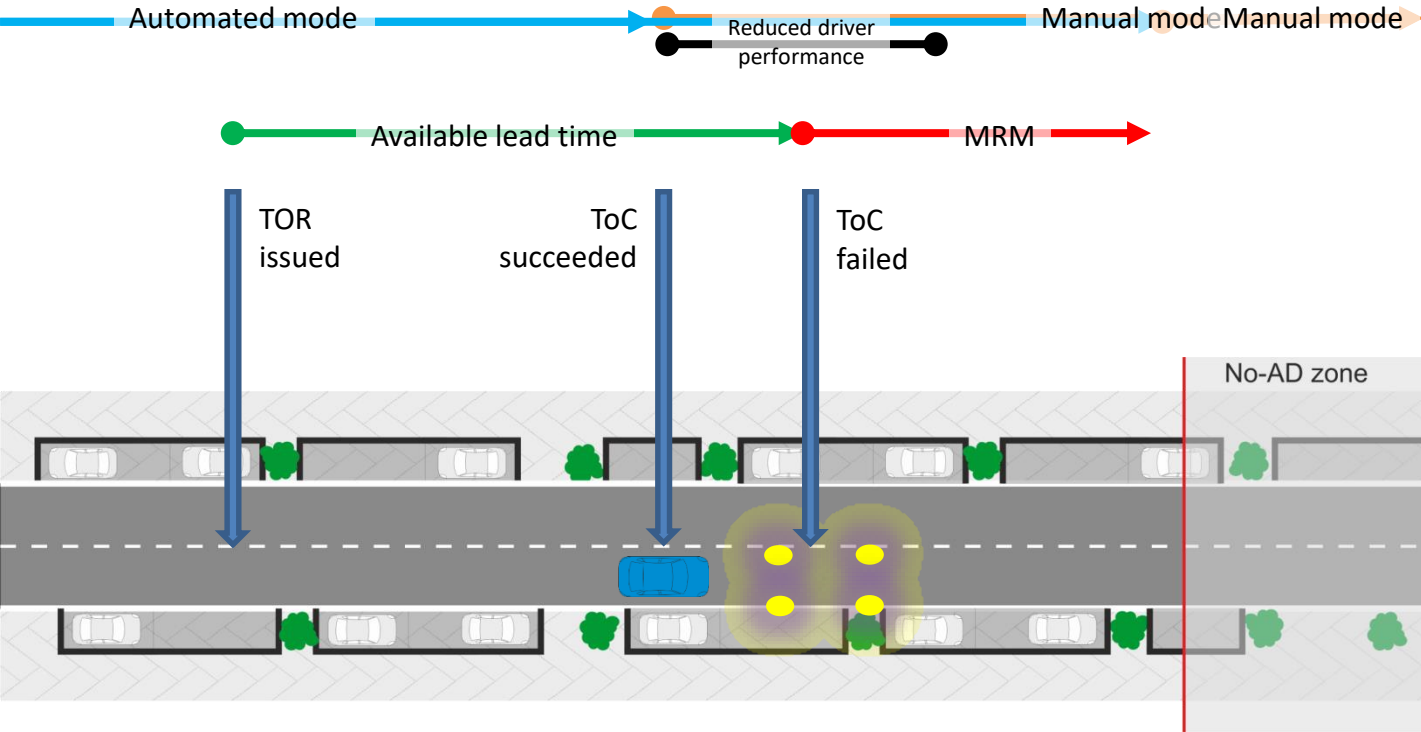 Automated mode
Manual mode
Manual mode
Reduced driver
performance
Available lead time
MRM
TOR
issued
ToC
succeeded
ToC
failed
No-AD zone